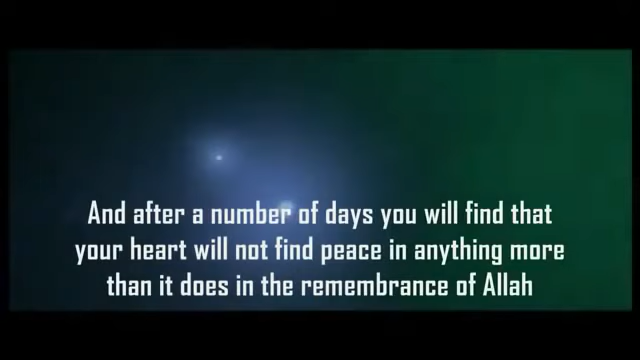 And after a number of days you will find that
your heart will not find peace in anything more
than it does in the remembrance of Allah